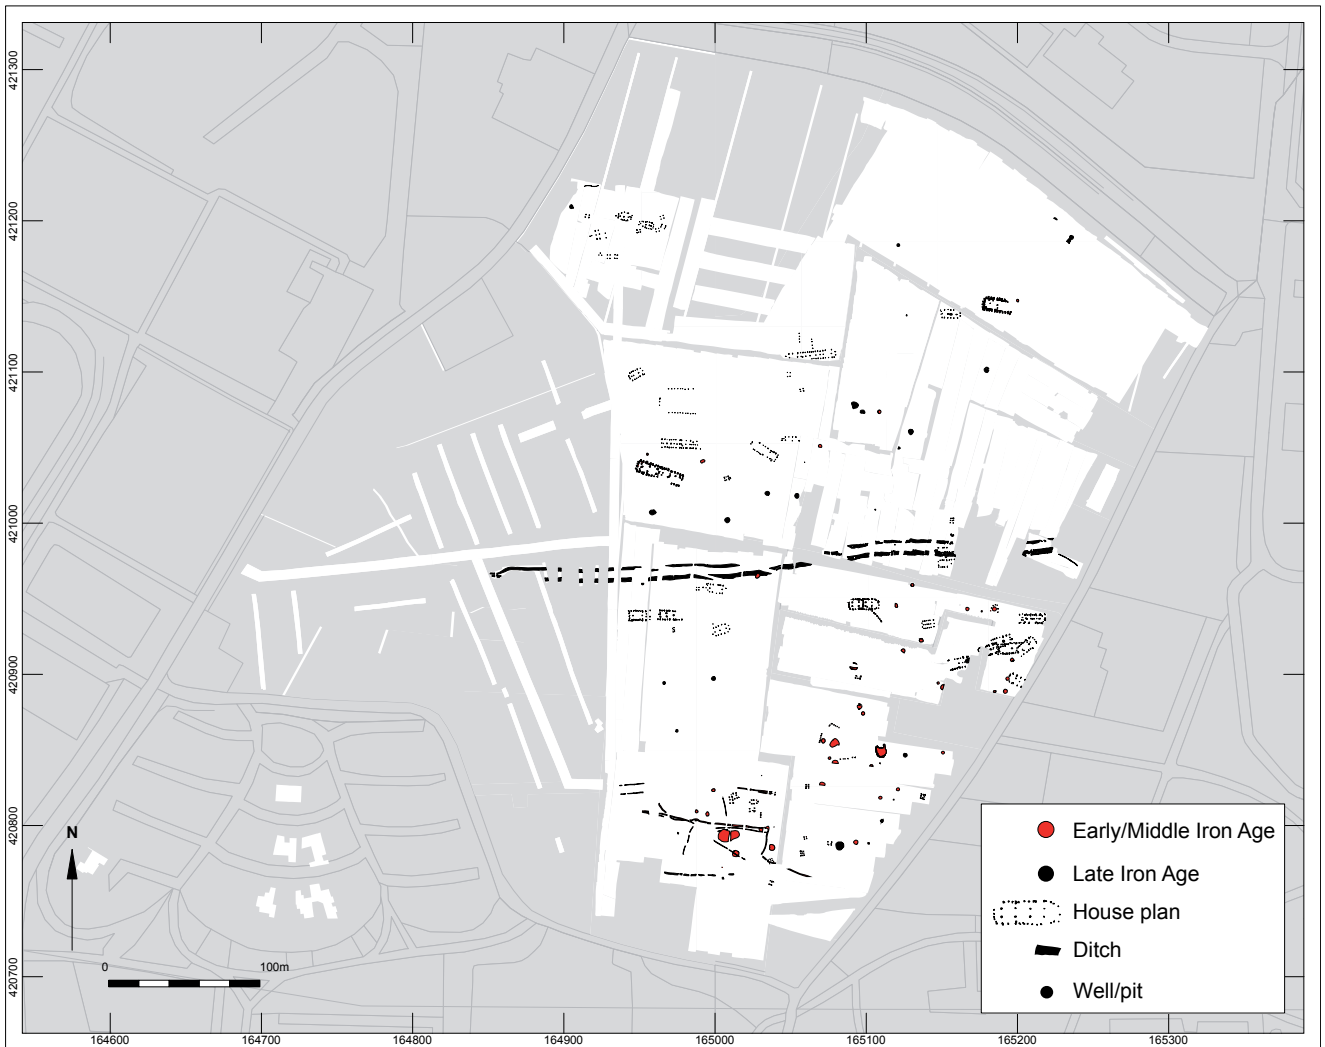 421300
421200
421100
421000
420900
420800
420700
N
0 100m
Early/Middle Iron Age
Late Iron Age
House plan
Ditch
Well/pit
164600 164700 164800 164900 165000 165100 165200 165300